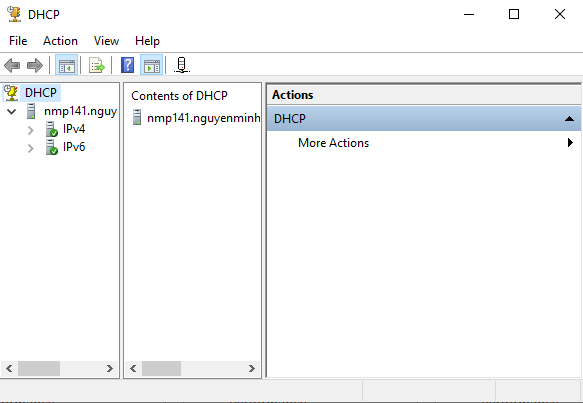 DHCP
File Action View Help
DHCP
nmp141.nguy
IPv4
IPv6
Contents of DHCP
nmp141.nguyenminh
Actions
DHCP
More Actions